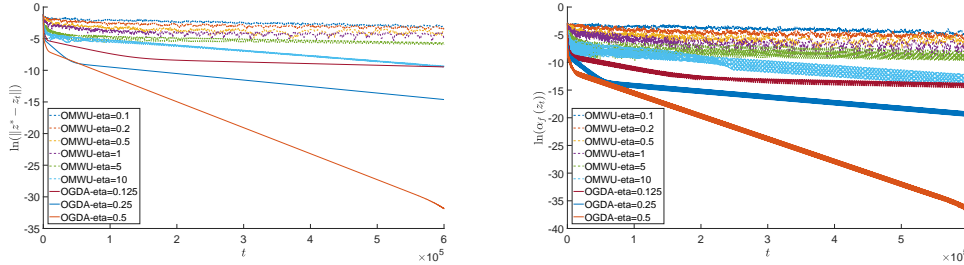 0
-5
-10
-15
-20
-25
-30
-35
ln(||z* − z_t||)
OMWU-eta=0.1
OMWU-eta=0.2
OMWU-eta=0.5
OMWU-eta=1
OMWU-eta=5
OMWU-eta=10
OGDA-eta=0.125
OGDA-eta=0.25
OGDA-eta=0.5
0 1 2 3 4 5 6
t
×10^5
0
-5
-10
-15
-20
-25
-30
-35
-40
ln(α_f(z_t))
OMWU-eta=0.1
OMWU-eta=0.2
OMWU-eta=0.5
OMWU-eta=1
OMWU-eta=5
OMWU-eta=10
OGDA-eta=0.125
OGDA-eta=0.25
OGDA-eta=0.5
0 1 2 3 4 5
t
×10^5